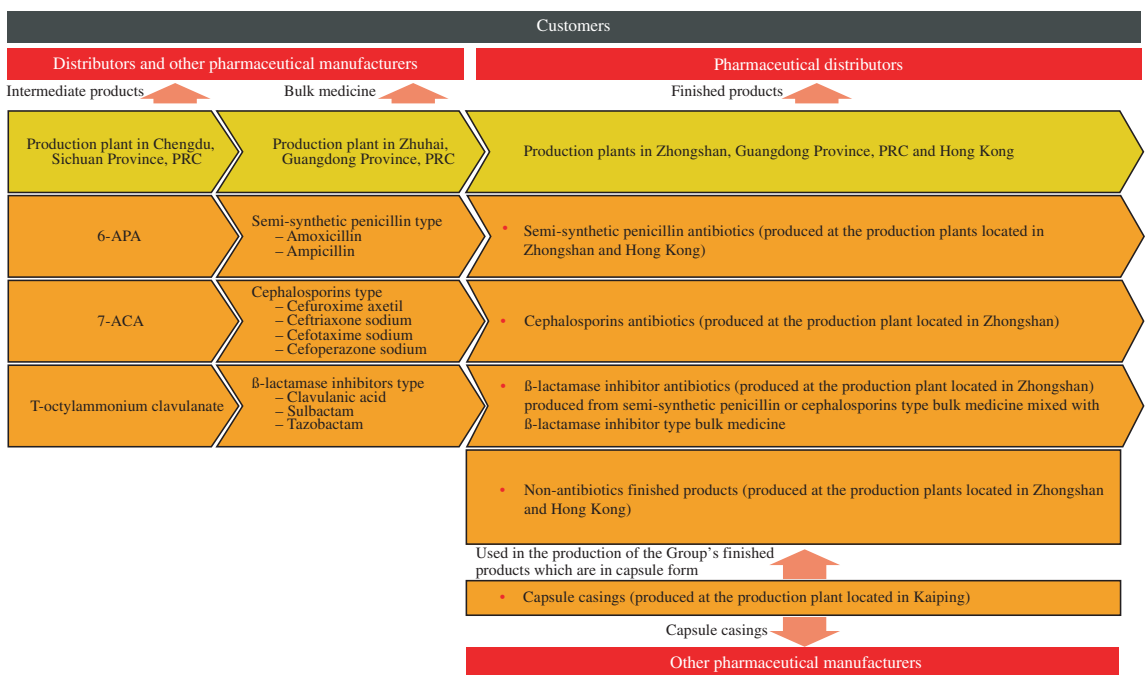 Customers
Distributors and other pharmaceutical manufacturers
Pharmaceutical distributors
Intermediate products
Bulk medicine
Finished products
Production plant in Chengdu,
Sichuan Province, PRC
Production plant in Zhuhai,
Guangdong Province, PRC
Production plants in Zhongshan, Guangdong Province, PRC and Hong Kong
6-APA
Semi-synthetic penicillin type
– Amoxicillin
– Ampicillin
• Semi-synthetic penicillin antibiotics (produced at the production plants located in
Zhongshan and Hong Kong)
7-ACA
Cephalosporins type
– Cefuroxime axetil
– Ceftriaxone sodium
– Cefotaxime sodium
– Cefoperazone sodium
• Cephalosporins antibiotics (produced at the production plant located in Zhongshan)
T-octylammonium clavulanate
ß-lactamase inhibitors type
– Clavulanic acid
– Sulbactam
– Tazobactam
• ß-lactamase inhibitor antibiotics (produced at the production plant located in Zhongshan)
produced from semi-synthetic penicillin or cephalosporins type bulk medicine mixed with
ß-lactamase inhibitor type bulk medicine
• Non-antibiotics finished products (produced at the production plants located in Zhongshan
and Hong Kong)
Used in the production of the Group's finished
products which are in capsule form
• Capsule casings (produced at the production plant located in Kaiping)
Capsule casings
Other pharmaceutical manufacturers